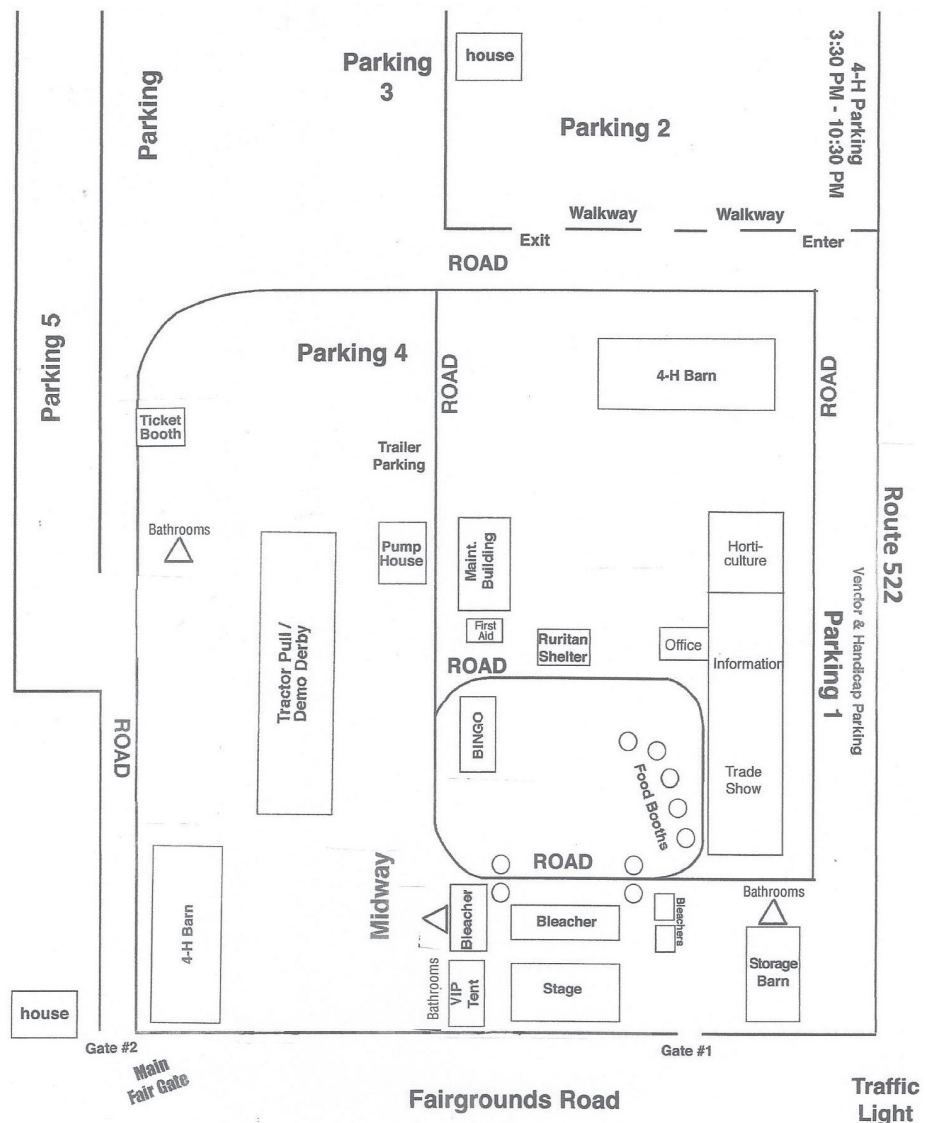 house
Parking
3
Parking
Parking 2
4-H Parking
3:30 PM - 10:30 PM
Walkway
Walkway
Exit
Enter
ROAD
Parking 5
Parking 4
ROAD
4-H Barn
ROAD
Ticket
Booth
Trailer
Parking
Route 522
Bathrooms
Pump
House
Maint.
Building
Horti-
culture
Vendor & Handicap Parking
Parking 1
First
Aid
Ruritan
Shelter
Office
Information
Tractor Pull /
Demo Derby
ROAD
BINGO
ROAD
Food Booths
Trade
Show
ROAD
Midway
Bathrooms
4-H Barn
Bleacher
Bleacher
Bleachers
Storage
Barn
Bathrooms
VIP
Tent
Stage
house
Gate #2
Gate #1
Main
Fair Gate
Fairgrounds Road
Traffic
Light